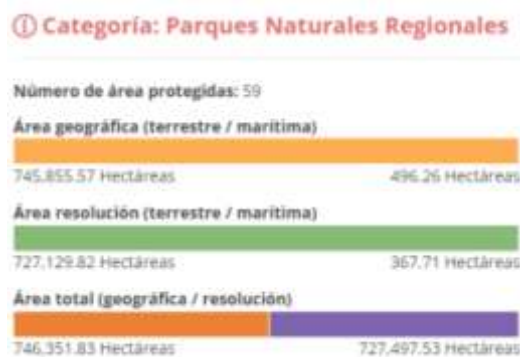 Categoría: Parques Naturales Regionales
Número de área protegidas: 59
Área geográfica (terrestre / marítima)
745,855.57 Hectáreas 496.26 Hectáreas
Área resolución (terrestre / marítima)
727,129.82 Hectáreas 367.71 Hectáreas
Área total (geográfica / resolución)
746,351.83 Hectáreas 727,497.53 Hectáreas